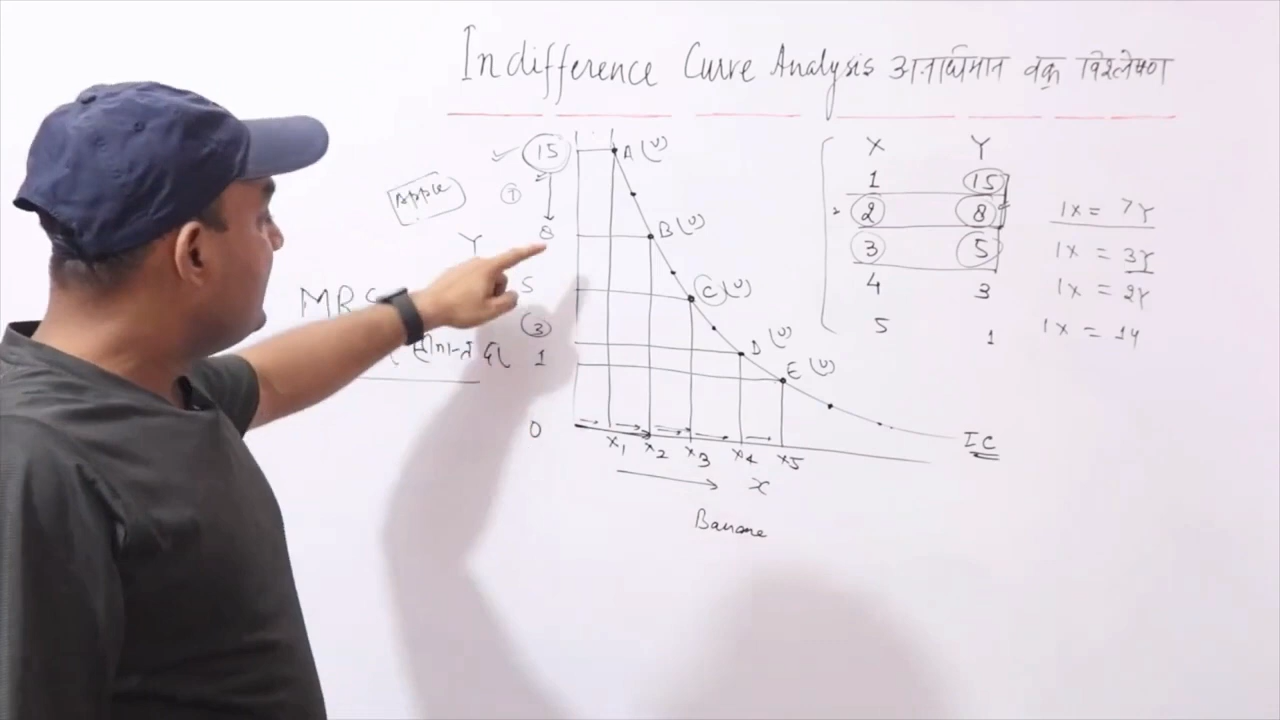 Indifference Curve Analysis अनधिमान वक्र विश्लेषण
15 A (U)
Apple
8 B (U)
Y
5 C (U)
MRS
3 D (U)
सीमान्त दर 1 E (U)
0
X1 X2 X3 X4 X5
IC
X
Banana
X Y
1 15
2 8
3 5
4 3
5 1
1X = 7Y
1X = 3Y
1X = 2Y
1X = 1Y